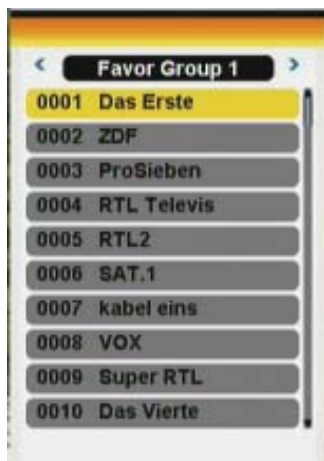 Favor Group 1
0001 Das Erste
0002 ZDF
0003 ProSieben
0004 RTL Televis
0005 RTL2
0006 SAT.1
0007 kabel eins
0008 VOX
0009 Super RTL
0010 Das Vierte